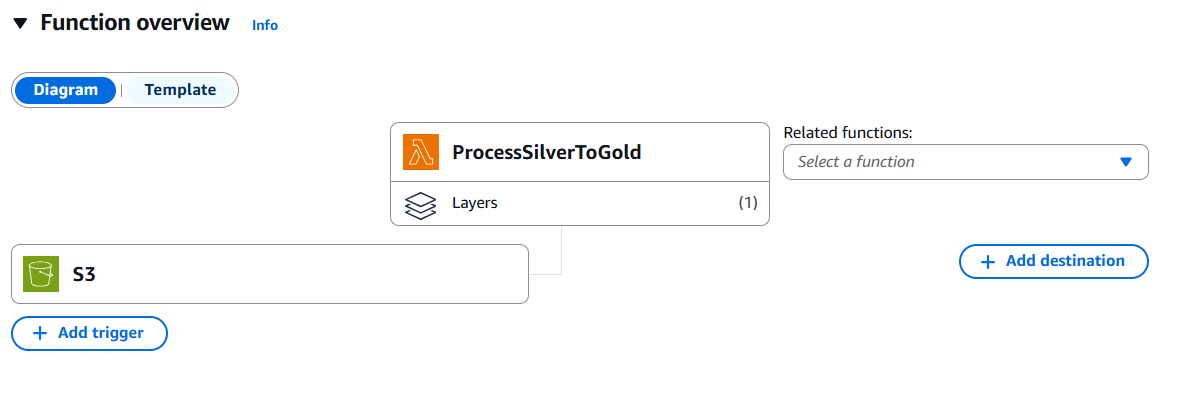 Function overview Info
Diagram Template
ProcessSilverToGold
Layers (1)
Related functions:
Select a function
S3
Add destination
Add trigger